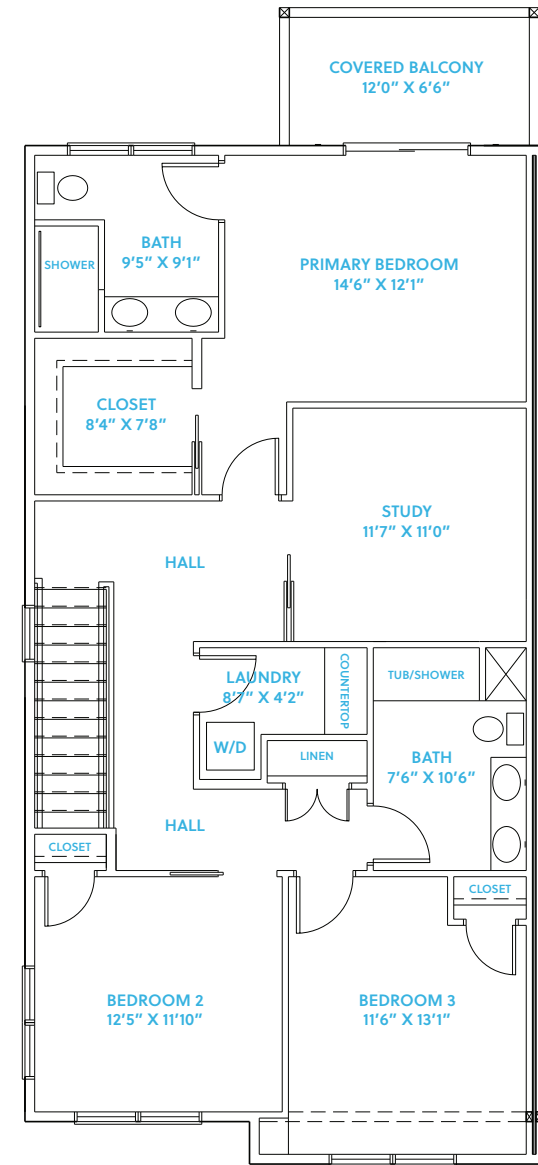 COVERED BALCONY
12'0" X 6'6"
BATH
9'5" X 9'1"
SHOWER
PRIMARY BEDROOM
14'6" X 12'1"
CLOSET
8'4" X 7'8"
STUDY
11'7" X 11'0"
HALL
LAUNDRY
8'7" X 4'2"
COUNTERTOP
TUB/SHOWER
W/D
LINEN
BATH
7'6" X 10'6"
HALL
CLOSET
CLOSET
BEDROOM 2
12'5" X 11'10"
BEDROOM 3
11'6" X 13'1"